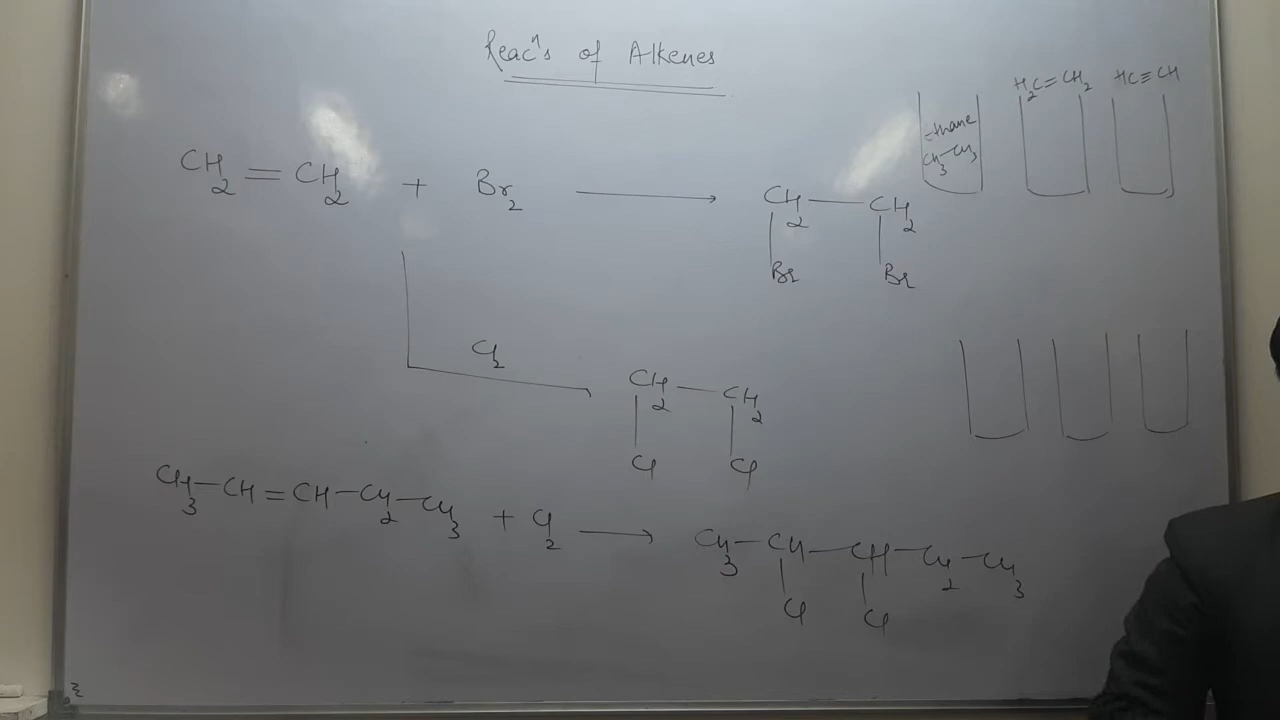 Reacⁿs of Alkenes
CH₂=CH₂ + Br₂ ⟶ CH₂—CH₂
Br Br
Cl₂
CH₂—CH₂
Cl Cl
CH₃—CH=CH—CH₂—CH₃ + Cl₂ ⟶ CH₃—CH—CH—CH₂—CH₃
Cl Cl
ethane
CH₃-CH₃
H₂C=CH₂
HC≡CH